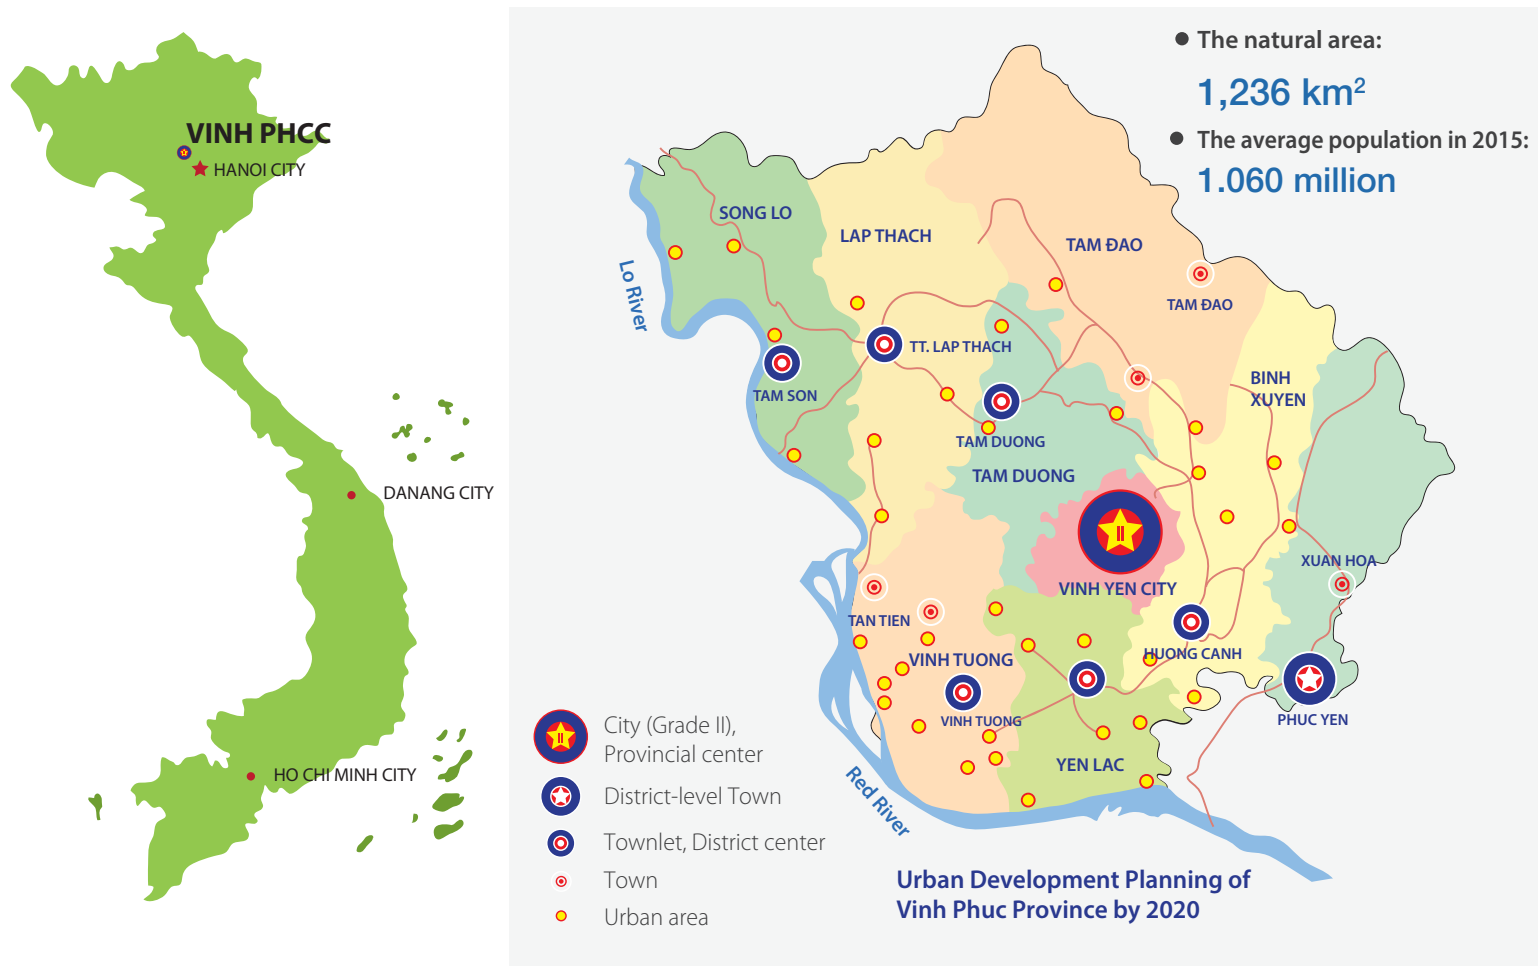 VINH PHCC
HANOI CITY
DANANG CITY
HO CHI MINH CITY
The natural area:
1,236 km²
The average population in 2015:
1.060 million
SONG LO
LAP THACH
TAM ĐAO
TAM ĐAO
Lo River
TT. LAP THACH
TAM SON
BINH
XUYEN
TAM DUONG
TAM DUONG
II
VINH YEN CITY
XUAN HOA
TAN TIEN
VINH TUONG
HUONG CANH
VINH TUONG
PHUC YEN
YEN LAC
Red River
II
City (Grade II),
Provincial center
District-level Town
Townlet, District center
Town
Urban area
Urban Development Planning of
Vinh Phuc Province by 2020